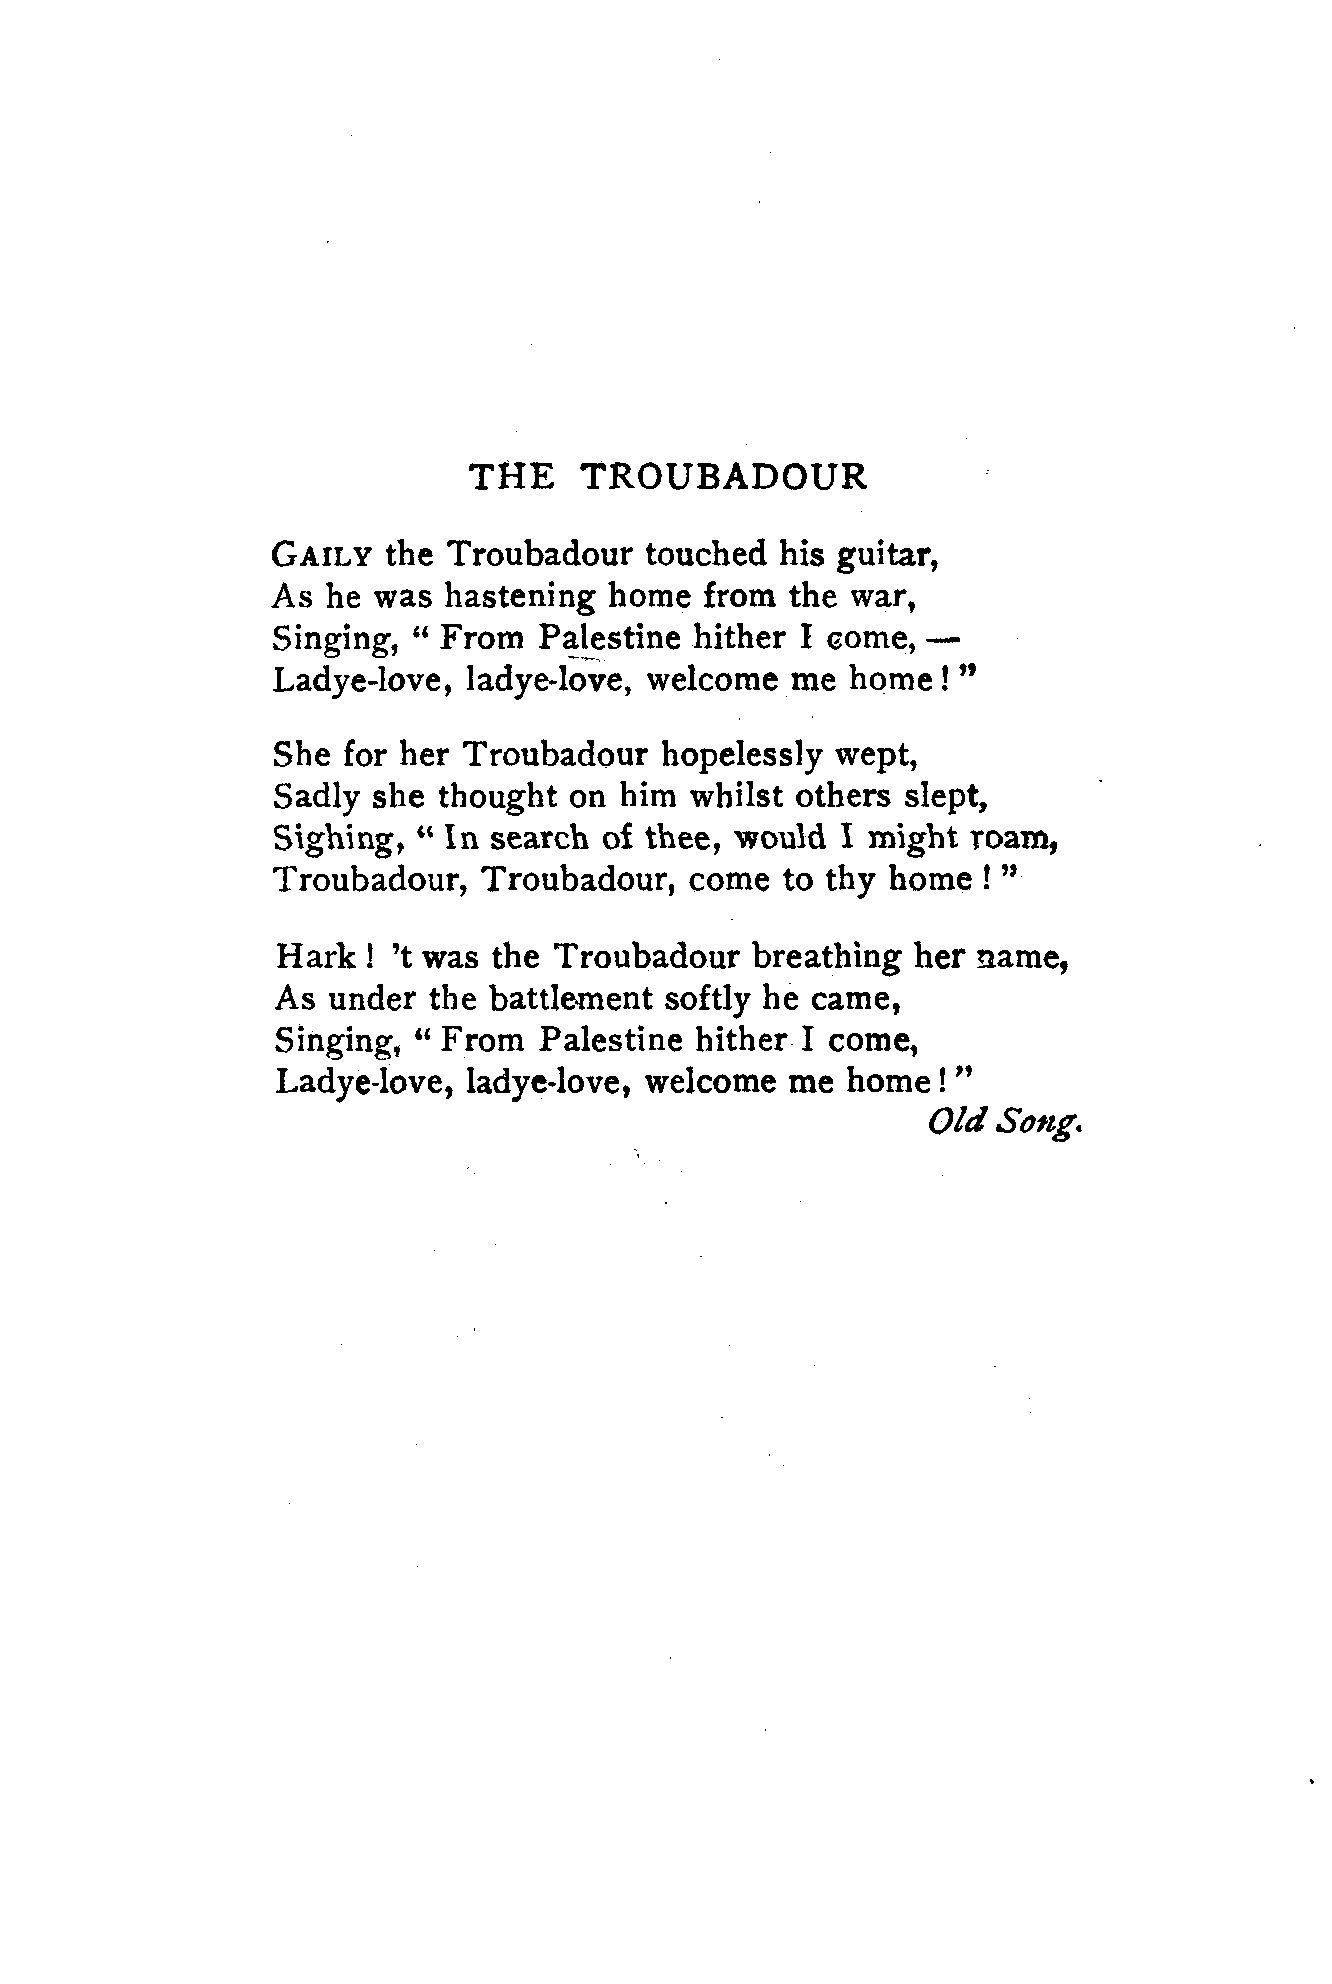 THE TROUBADOUR
GAILY the Troubadour touched his guitar,
As he was hastening home from the war,
Singing, “ From Palestine hither I come, —
Ladye-love, ladye-love, welcome me home ! ”
She for her Troubadour hopelessly wept,
Sadly she thought on him whilst others slept,
Sighing, “ In search of thee, would I might roam,
Troubadour, Troubadour, come to thy home ! ”
Hark ! ’t was the Troubadour breathing her name,
As under the battlement softly he came,
Singing, “ From Palestine hither I come,
Ladye-love, ladye-love, welcome me home ! ”
Old Song.